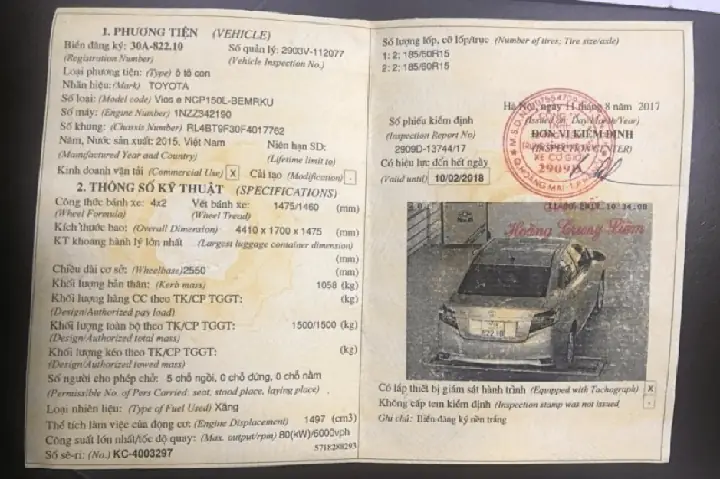 1. PHƯƠNG TIỆN (VEHICLE)
Biển đăng ký: 30A-822.10 Số quản lý: 2903V-112077
(Registration Number) (Vehicle Inspection No.)
Loại phương tiện: (Type) ô tô con
Nhãn hiệu: (Mark) TOYOTA
Số loại: (Model code) Vios e NCP150L-BEMRKU
Số máy: (Engine Number) 1NZZ342190
Số khung: (Chassis Number) RL4BT9F30F4017762
Năm, Nước sản xuất: 2015, Việt Nam Niên hạn SD:
(Manufactured Year and Country) (Lifetime limit to)
Kinh doanh vận tải (Commercial Use) X Cải tạo (Modification) -
2. THÔNG SỐ KỸ THUẬT (SPECIFICATIONS)
Công thức bánh xe: 4x2 Vết bánh xe: 1475/1460 (mm)
(Wheel Formula) (Wheel Tread)
Kích thước bao: (Overall Dimension) 4410 x 1700 x 1475 (mm)
KT khoang hành lý lớn nhất (Largest luggage container dimension)
(mm)
Chiều dài cơ sở: (Wheelbase) 2550 (mm)
Khối lượng bản thân: (Kerb mass) 1058 (kg)
Khối lượng hàng CC theo TK/CP TGGT: (kg)
(Design/Authorized pay load)
Khối lượng toàn bộ theo TK/CP TGGT: 1500/1500 (kg)
(Design/Authorized total mass)
Khối lượng kéo theo TK/CP TGGT: (kg)
(Design/Authorized towed mass)
Số người cho phép chở: 5 chỗ ngồi, 0 chỗ đứng, 0 chỗ nằm
(Permissible No. of Pers Carried: seat, stood place, laying place)
Loại nhiên liệu: (Type of Fuel Used) Xăng
Thể tích làm việc của động cơ: (Engine Displacement) 1497 (cm3)
Công suất lớn nhất/tốc độ quay: (Max. output/rpm) 80(kW)/6000vph
Số sê-ri: (No.) KC-4003297 5718288293
Số lượng lốp, cỡ lốp/trục (Number of tires; Tire size/axle)
1: 2; 185/60R15
2: 2; 185/60R15
Hà Nội, ngày 11 tháng 8 năm 2017
Số phiếu kiểm định (Issued on: Day/Month/Year)
(Inspection Report No) ĐƠN VỊ KIỂM ĐỊNH
2909D-13744/17 (INSPECTION CENTER)
Có hiệu lực đến hết ngày XE CƠ GIỚI
(Valid until) 10/02/2018 2909D
Hoàng Trung Điềm
Có lắp thiết bị giám sát hành trình (Equipped with Tachograph) X
Không cấp tem kiểm định (Inspection stamp was not issued) -
Ghi chú: Biển đăng ký nền trắng